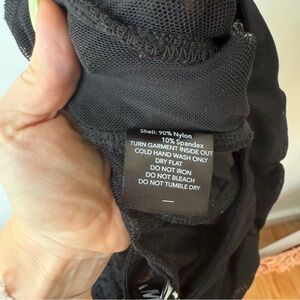 Shell: 90% Nylon
10% Spandex
TURN GARMENT INSIDE OUT
COLD HAND WASH ONLY
DRY FLAT
DO NOT IRON
DO NOT BLEACH
DO NOT TUMBLE DRY